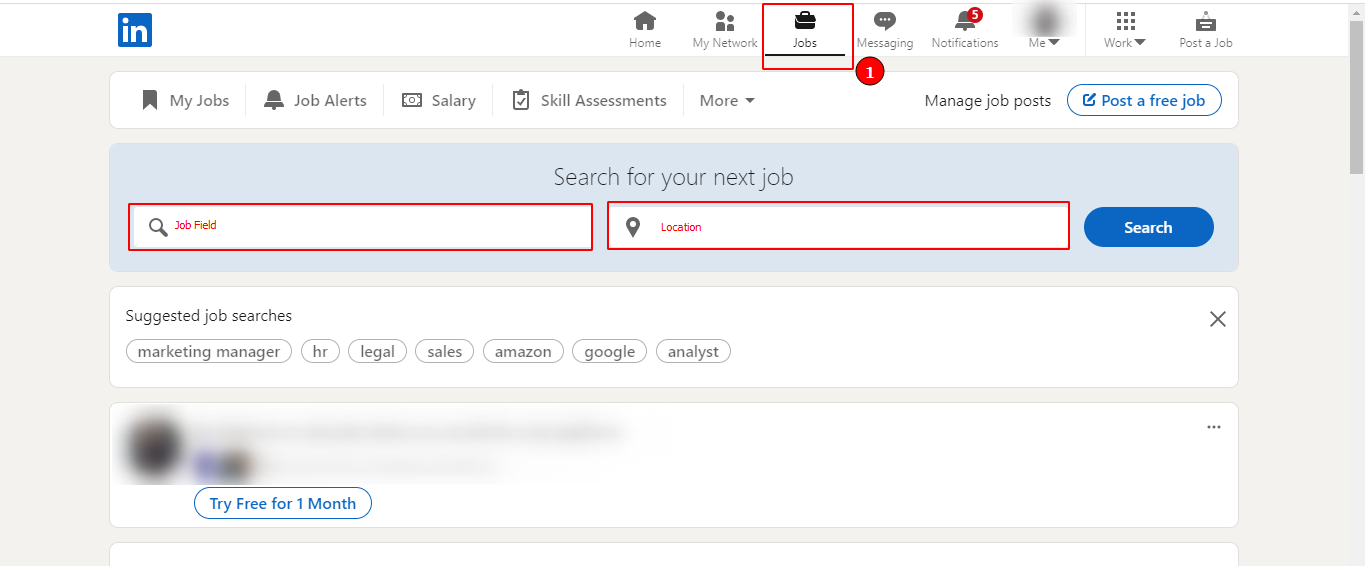 in
5
Home My Network Jobs Messaging Notifications Me Work Post a Job
1
My Jobs Job Alerts Salary Skill Assessments More Manage job posts Post a free job
Search for your next job
Job Field Location Search
Suggested job searches
marketing manager hr legal sales amazon google analyst
Try Free for 1 Month